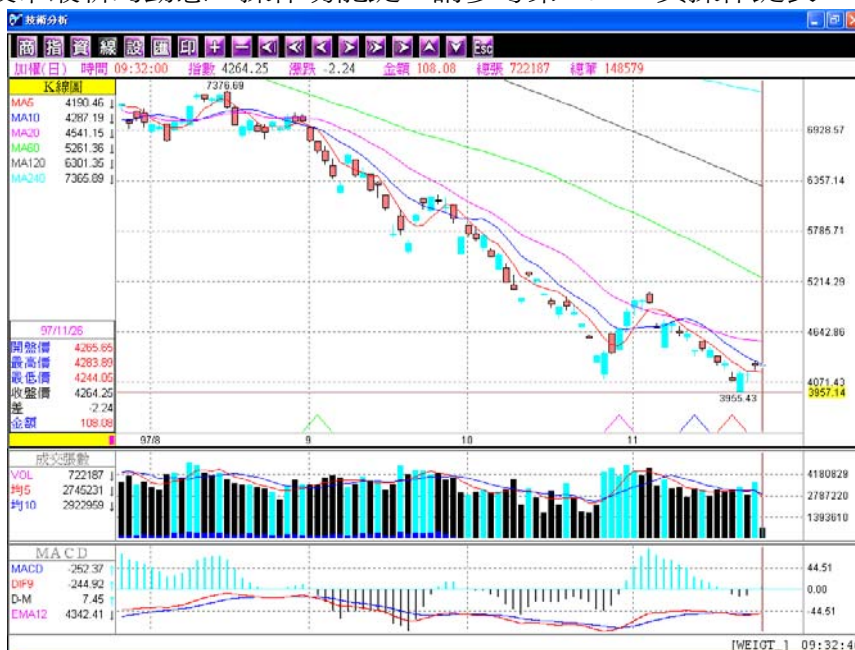 技術分析
商 指 資 線 設 匯 印 Esc
加權(日) 時間 09:32:00 指數 4264.25 漲跌 -2.24 金額 108.08 總張 722187 總筆 148579
K線圖
MA5 4190.46
MA10 4287.19
MA20 4541.15
MA60 5261.36
MA120 6301.35
MA240 7365.89
7376.69
6928.57
6357.14
5785.71
5214.29
4642.86
4071.43
3957.14
3955.43
97/11/26
開盤價 4265.65
最高價 4283.89
最低價 4244.05
收盤價 4264.25
差 -2.24
金額 108.08
97/8 9 10 11
成交張數
VOL 722187
均5 2745231
均10 2922959
4180829
2787220
1393610
MACD
MACD -252.37
DIF9 -244.92
D-M 7.45
EMA12 4342.41
44.51
0.00
-44.51
[WEIGT_] 09:32:4